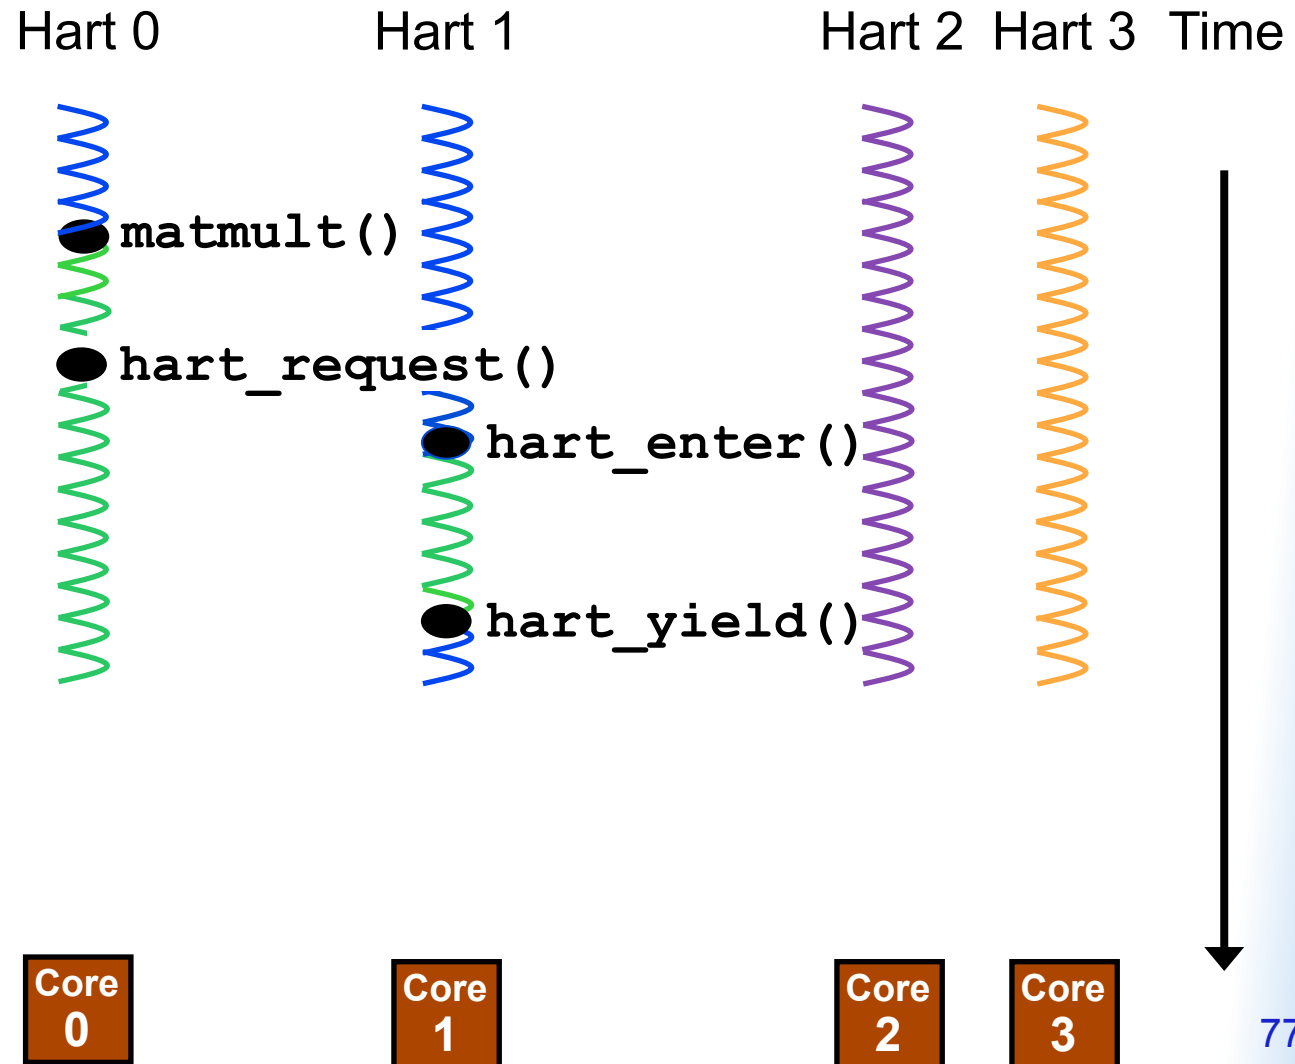 Hart 0 Hart 1 Hart 2 Hart 3 Time
matmult()
hart_request()
hart_enter()
hart_yield()
Core Core Core Core
0 1 2 3 77